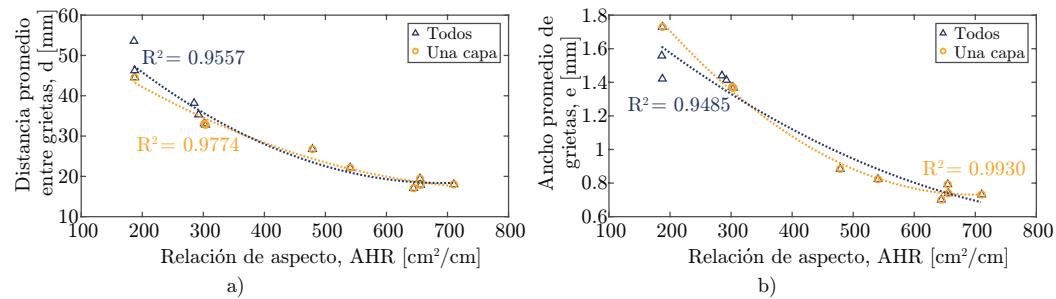 60
50
40
30
20
10
Distancia promedio
entre grietas, d [mm]
R² = 0.9557
R² = 0.9774
Todos
Una capa
100 200 300 400 500 600 700 800
Relación de aspecto, AHR [cm²/cm]
a)
1.8
1.6
1.4
1.2
1
0.8
0.6
Ancho promedio de
grietas, e [mm]
R² = 0.9485
R² = 0.9930
Todos
Una capa
100 200 300 400 500 600 700 800
Relación de aspecto, AHR [cm²/cm]
b)